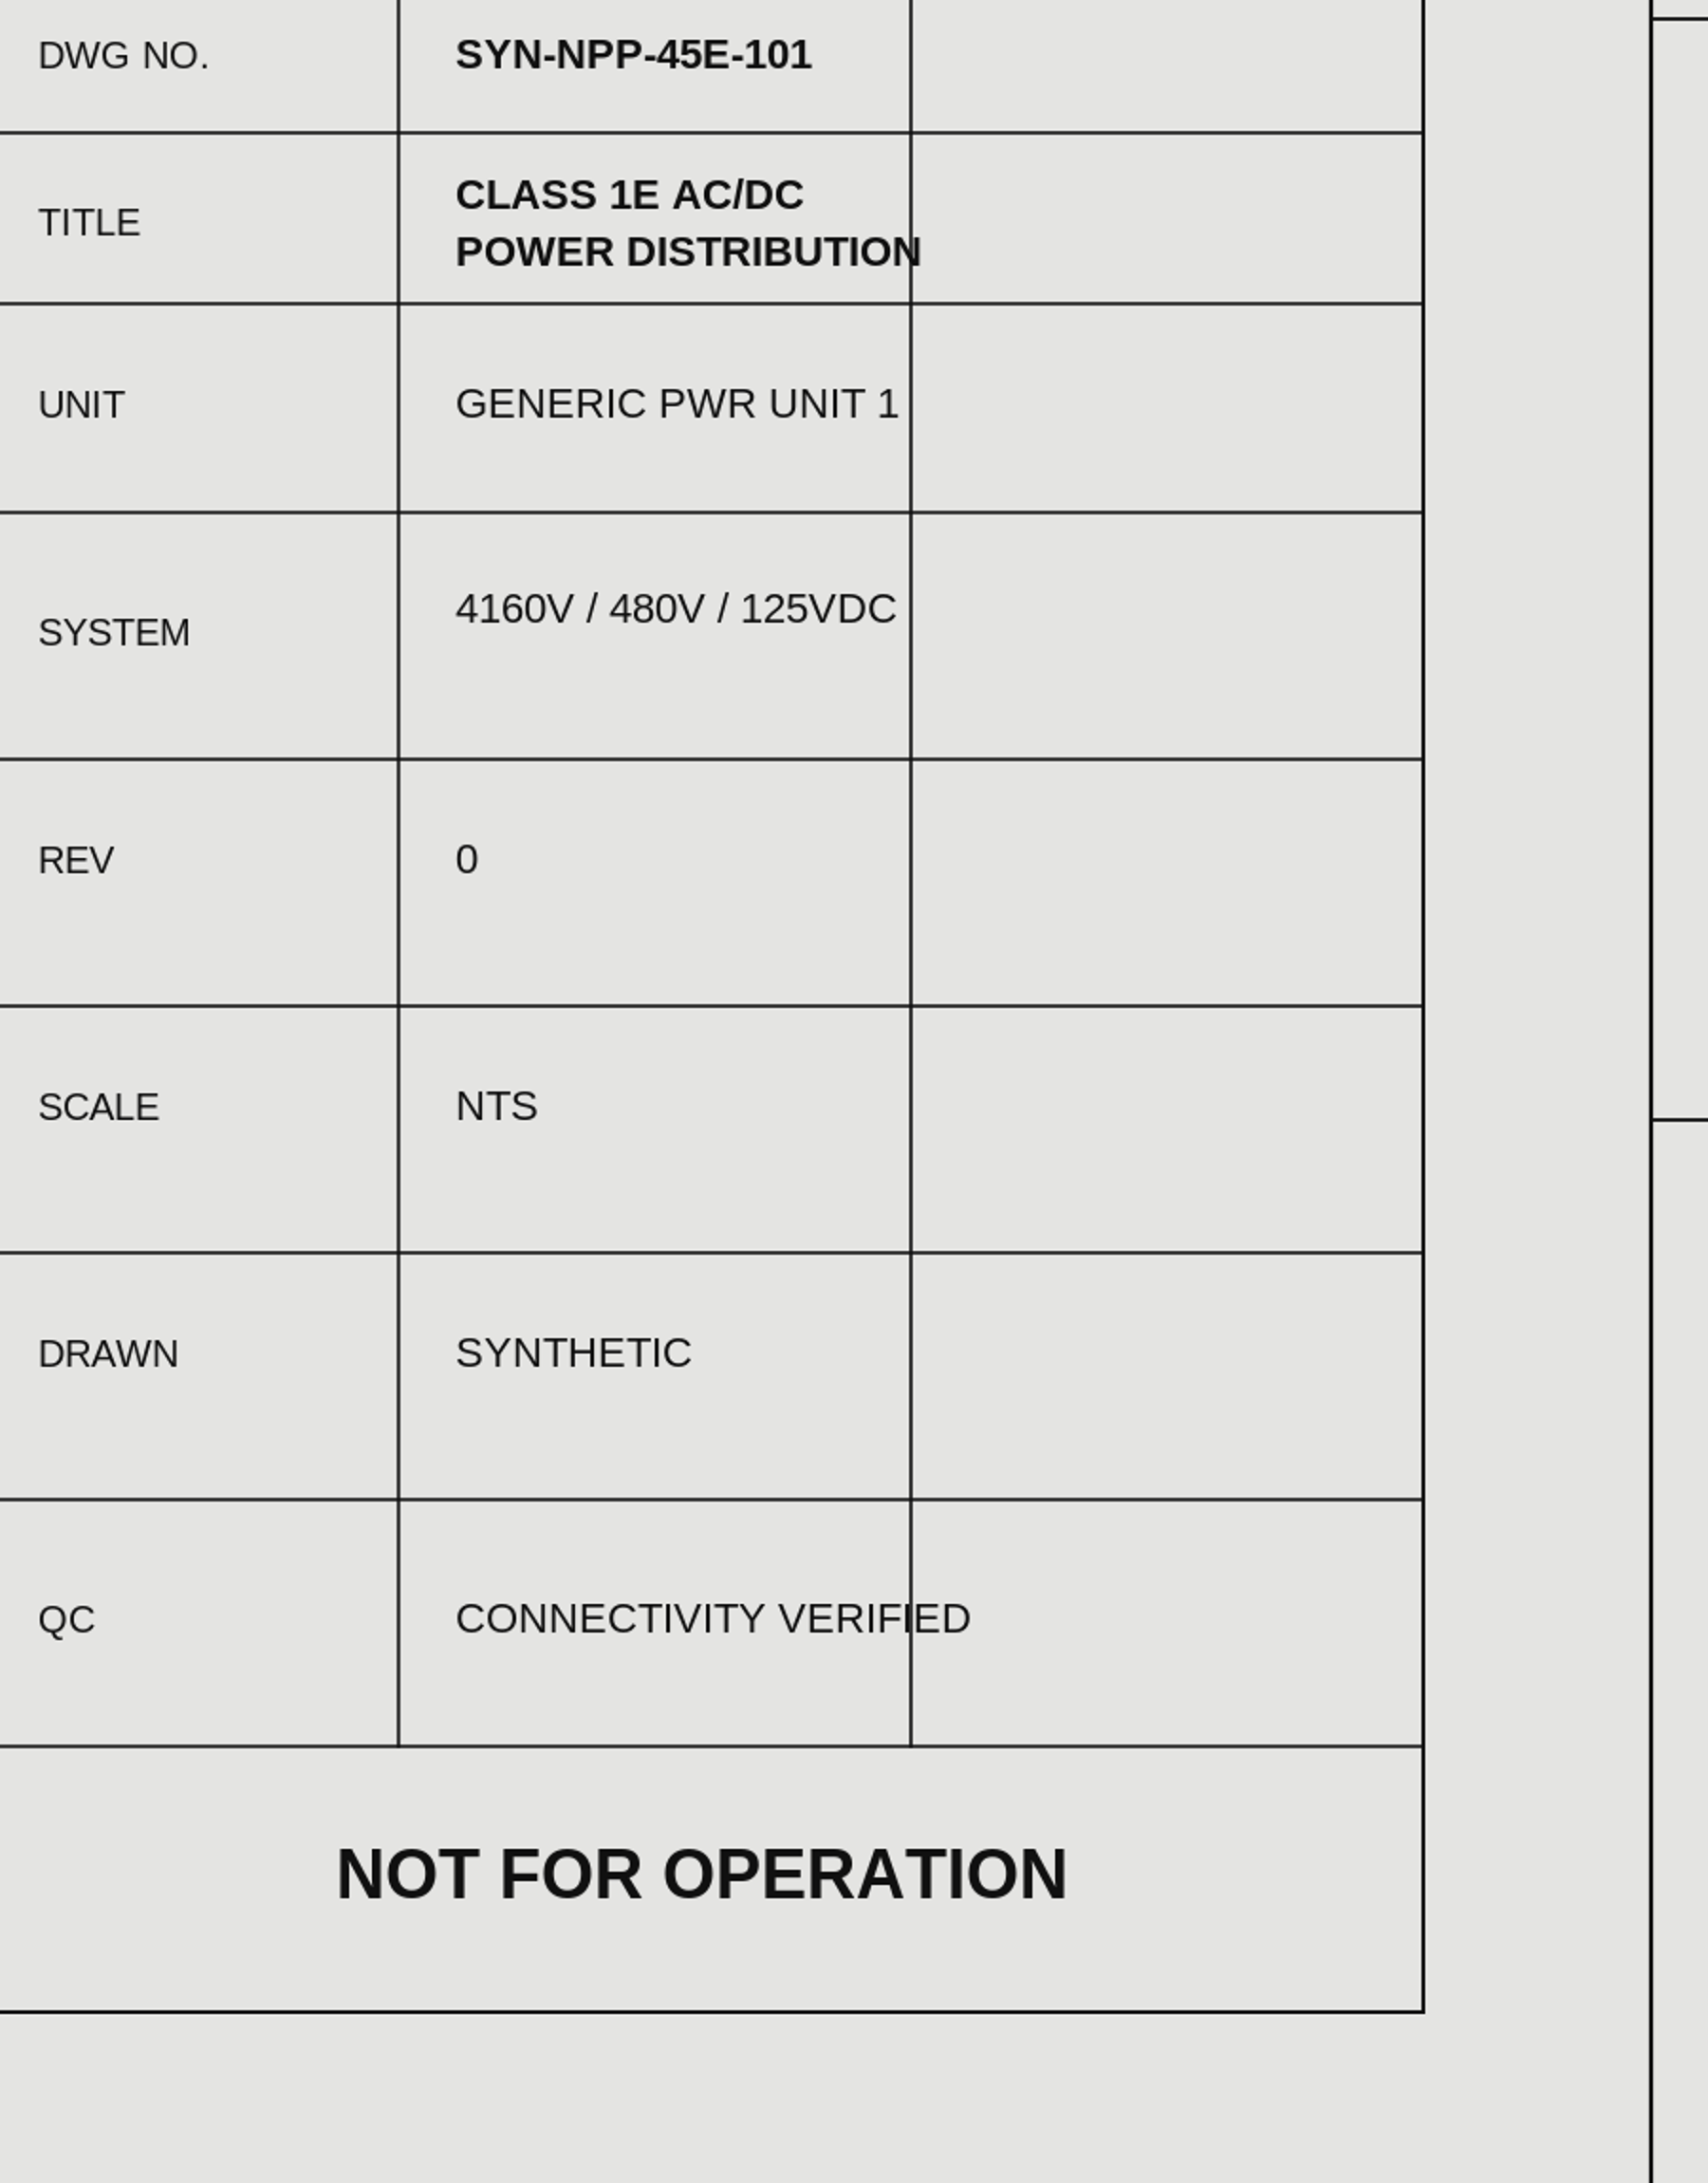 DWG NO. SYN-NPP-45E-101
TITLE CLASS 1E AC/DC
POWER DISTRIBUTION
UNIT GENERIC PWR UNIT 1
SYSTEM 4160V / 480V / 125VDC
REV 0
SCALE NTS
DRAWN SYNTHETIC
QC CONNECTIVITY VERIFIED
NOT FOR OPERATION